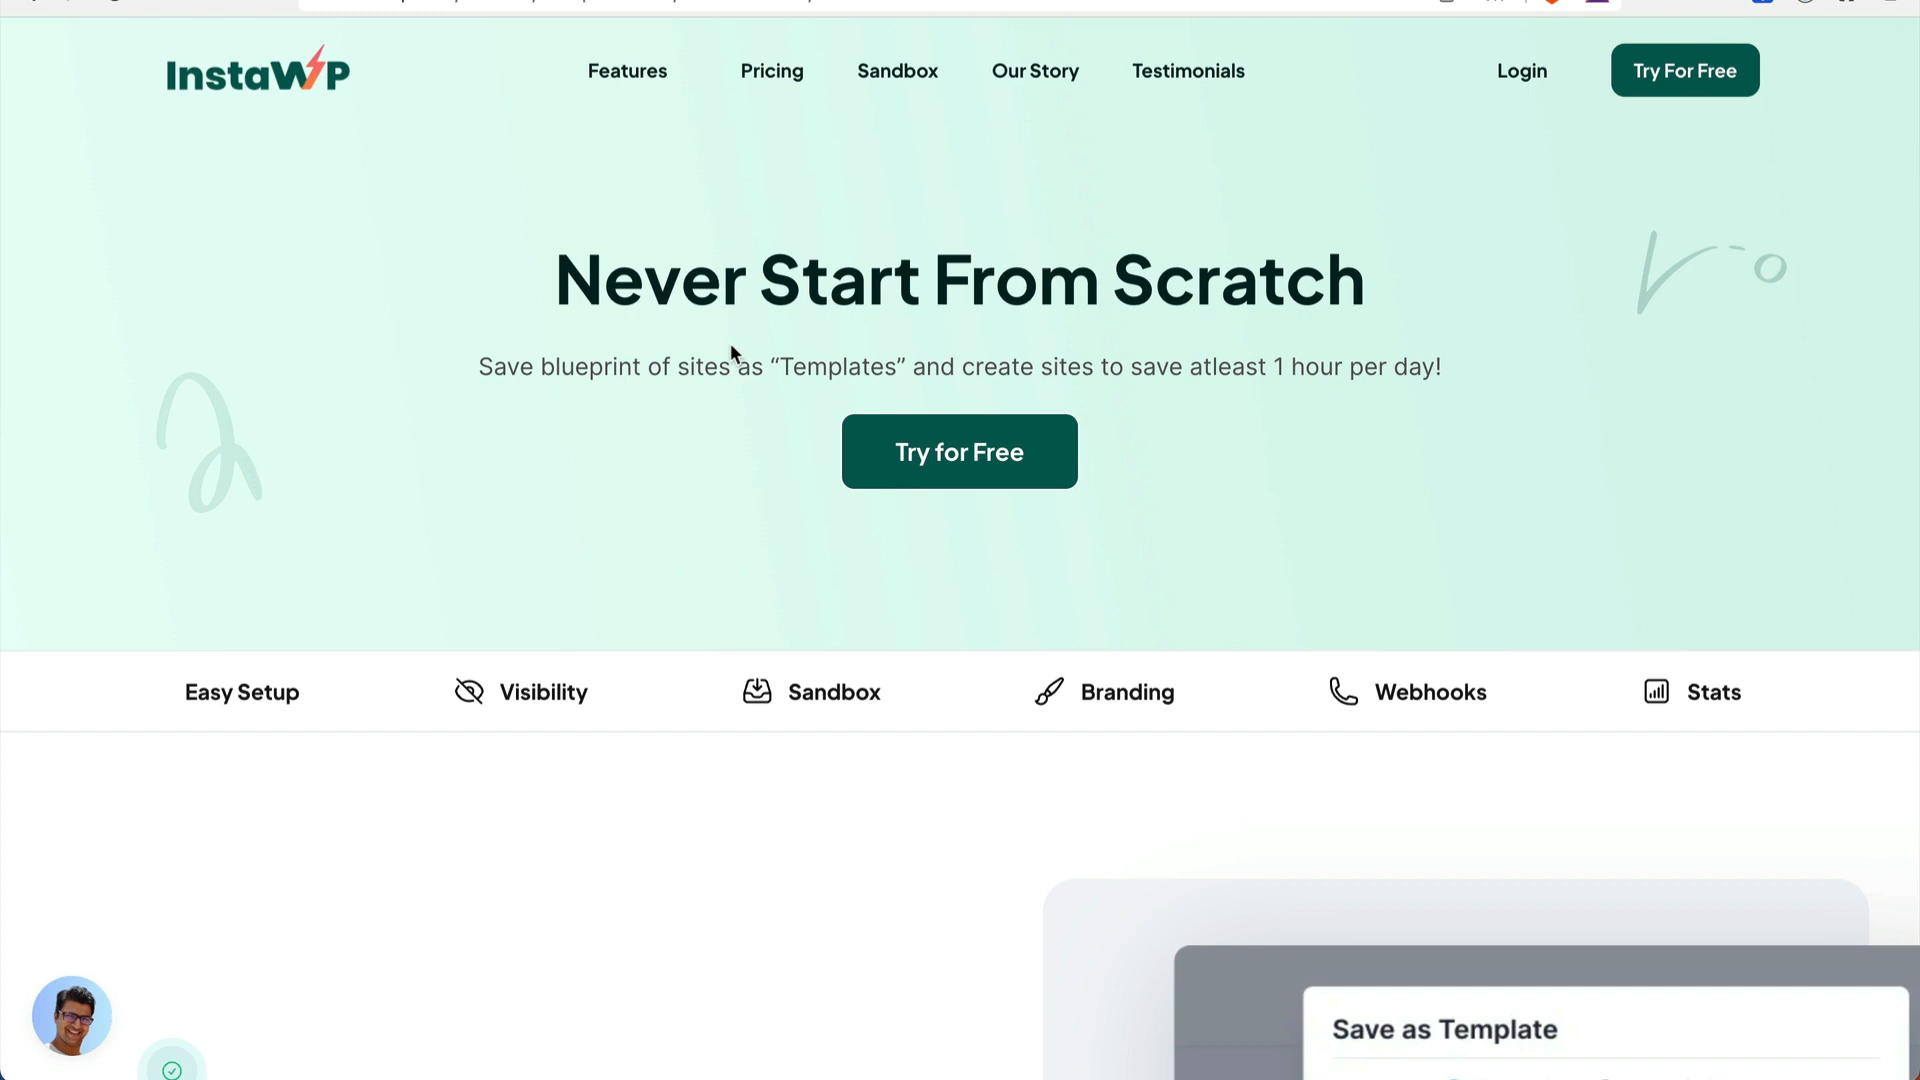 InstaWP
Features
Pricing
Sandbox
Our Story
Testimonials
Login
Try For Free
Never Start From Scratch
Save blueprint of sites as “Templates” and create sites to save atleast 1 hour per day!
Try for Free
Easy Setup
Visibility
Sandbox
Branding
Webhooks
Stats
Save as Template